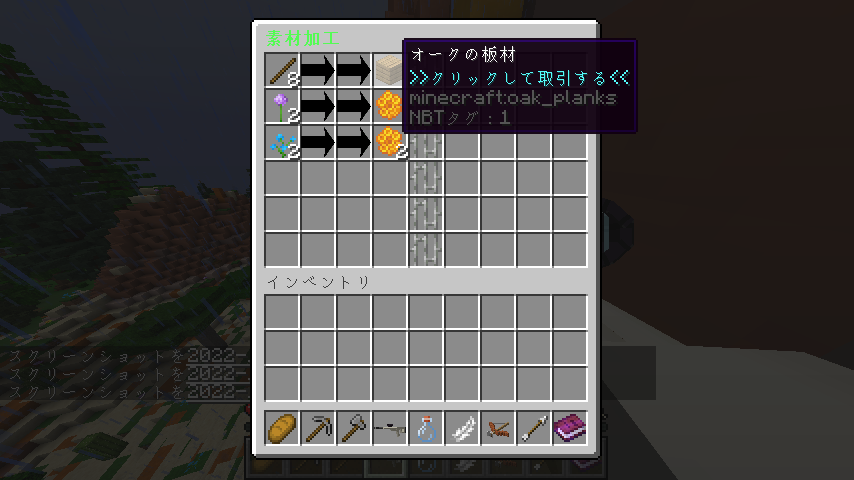 素材加工
オークの板材
>>クリックして取引する<<
minecraft:oak_planks
NBTタグ：1
8
2
2
2
インベントリ
スクリーンショットを2022-
スクリーンショットを2022-
スクリーンショットを2022-